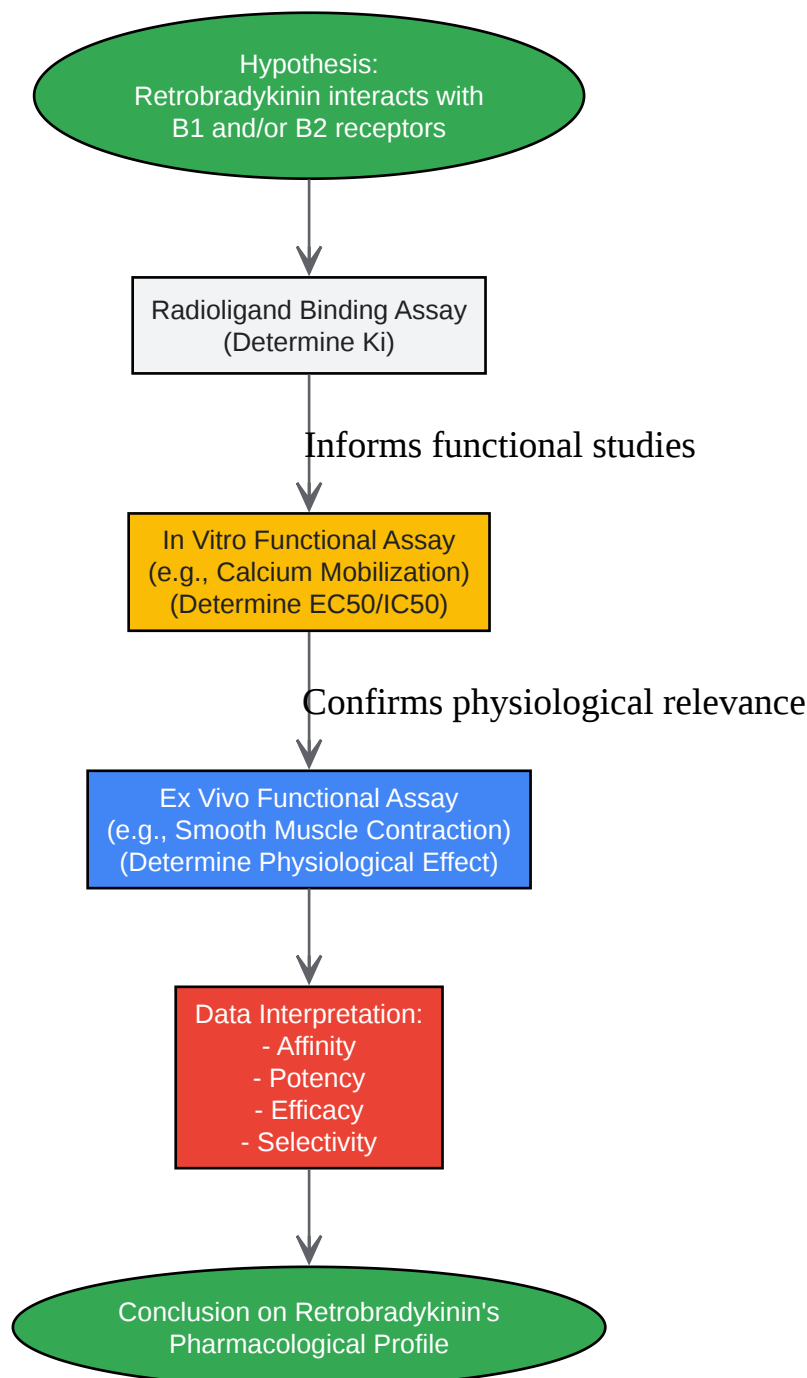 Hypothesis:
Retrobradykinin interacts with
B1 and/or B2 receptors
Radioligand Binding Assay
(Determine Ki)
Informs functional studies
In Vitro Functional Assay
(e.g., Calcium Mobilization)
(Determine EC50/IC50)
Confirms physiological relevance
Ex Vivo Functional Assay
(e.g., Smooth Muscle Contraction)
(Determine Physiological Effect)
Data Interpretation:
- Affinity
- Potency
- Efficacy
- Selectivity
Conclusion on Retrobradykinin's
Pharmacological Profile